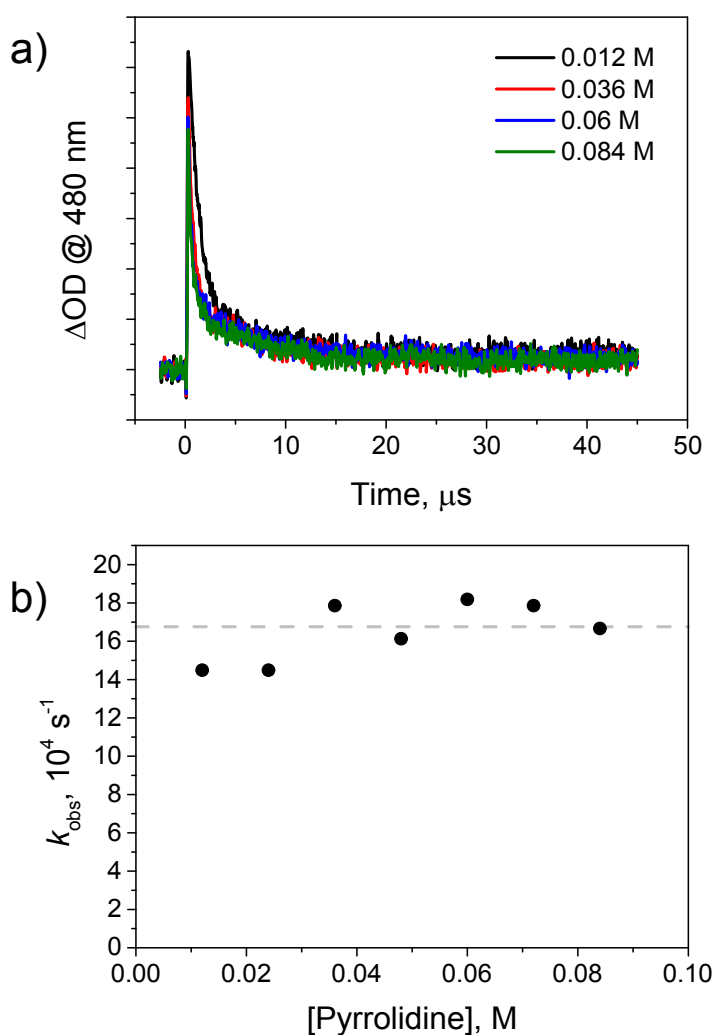 a)
0.012 M
0.036 M
0.06 M
0.084 M
ΔOD @ 480 nm
0 10 20 30 40 50
Time, μs
b)
20
18
16
14
12
10
8
6
4
2
0
k_obs, 10^4 s^-1
0.00 0.02 0.04 0.06 0.08 0.10
[Pyrrolidine], M